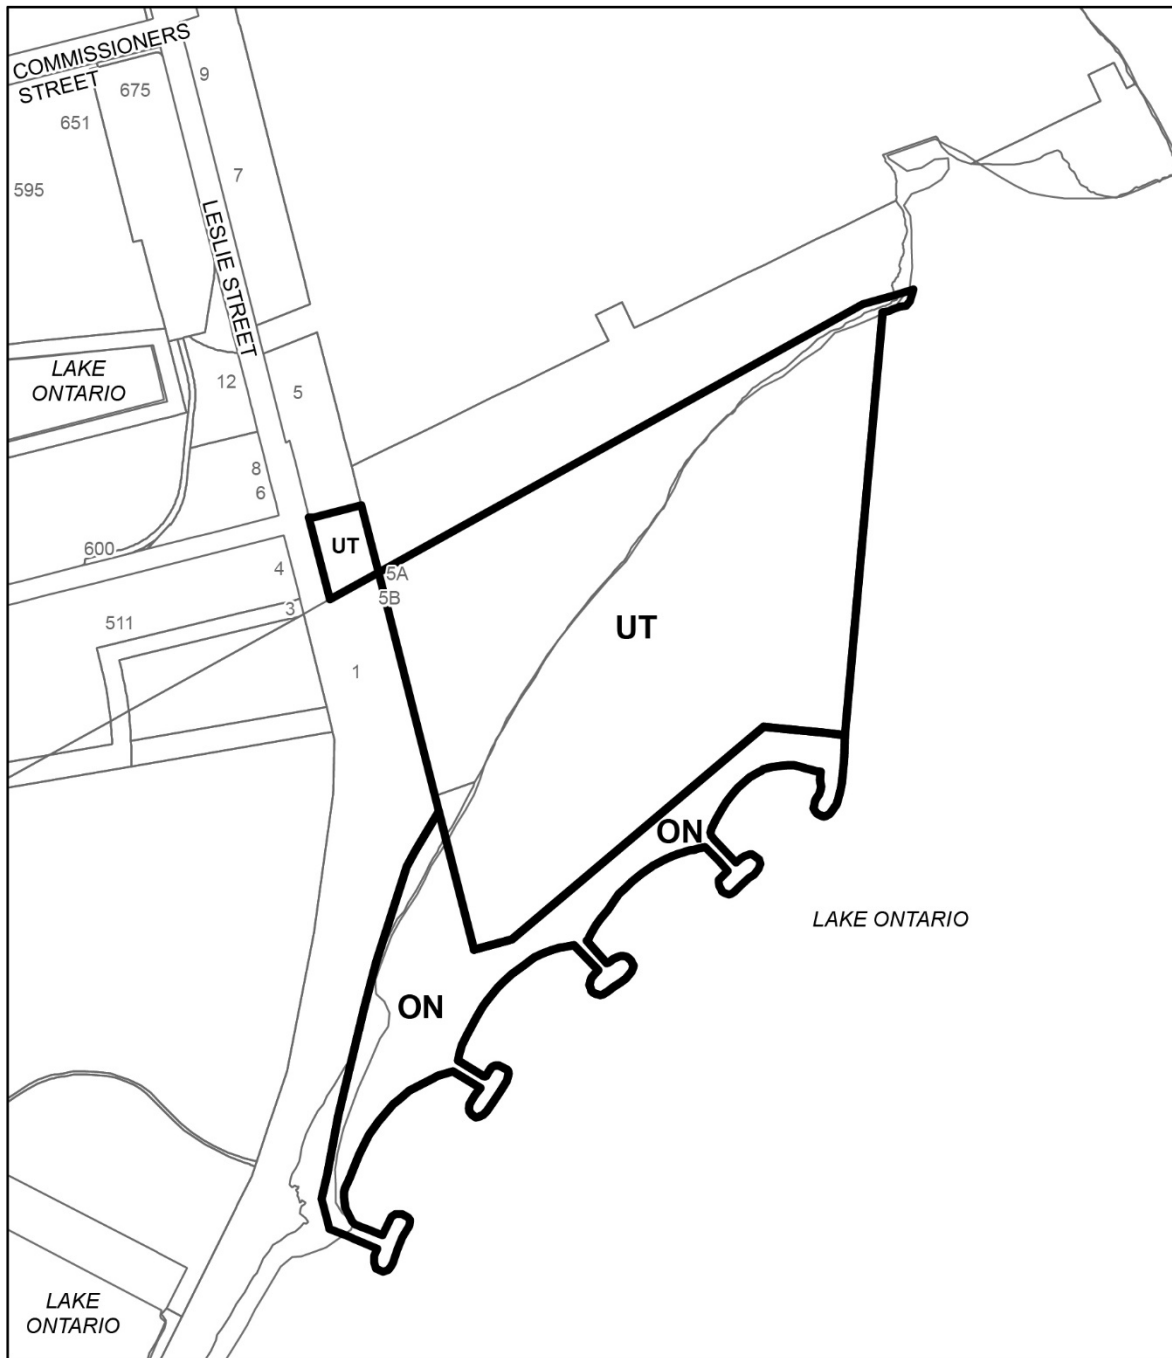 COMMISSIONERS
STREET
9
675
651
7
595
LESLIE STREET
LAKE
ONTARIO
12
5
8
6
UT
600
4
5A
5B
3
511
UT
1
ON
LAKE ONTARIO
ON
LAKE
ONTARIO